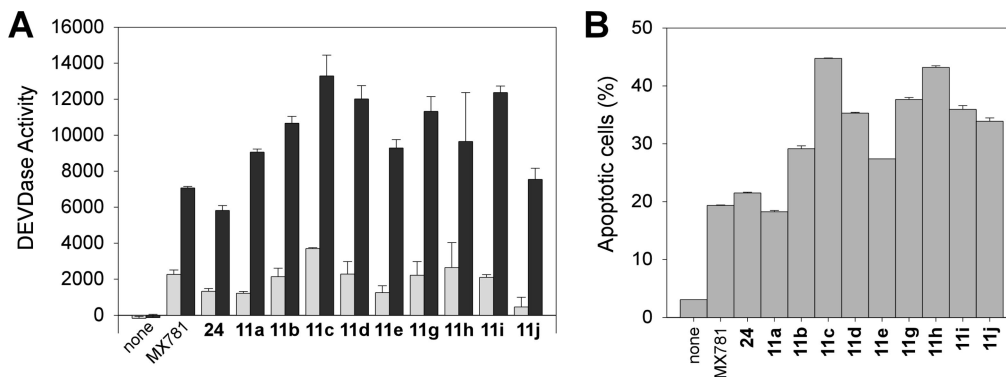 A
DEVDase Activity
16000
14000
12000
10000
8000
6000
4000
2000
0
none
MX781
24
11a
11b
11c
11d
11e
11g
11h
11i
11j
B
Apoptotic cells (%)
50
40
30
20
10
0
none
MX781
24
11a
11b
11c
11d
11e
11g
11h
11i
11j